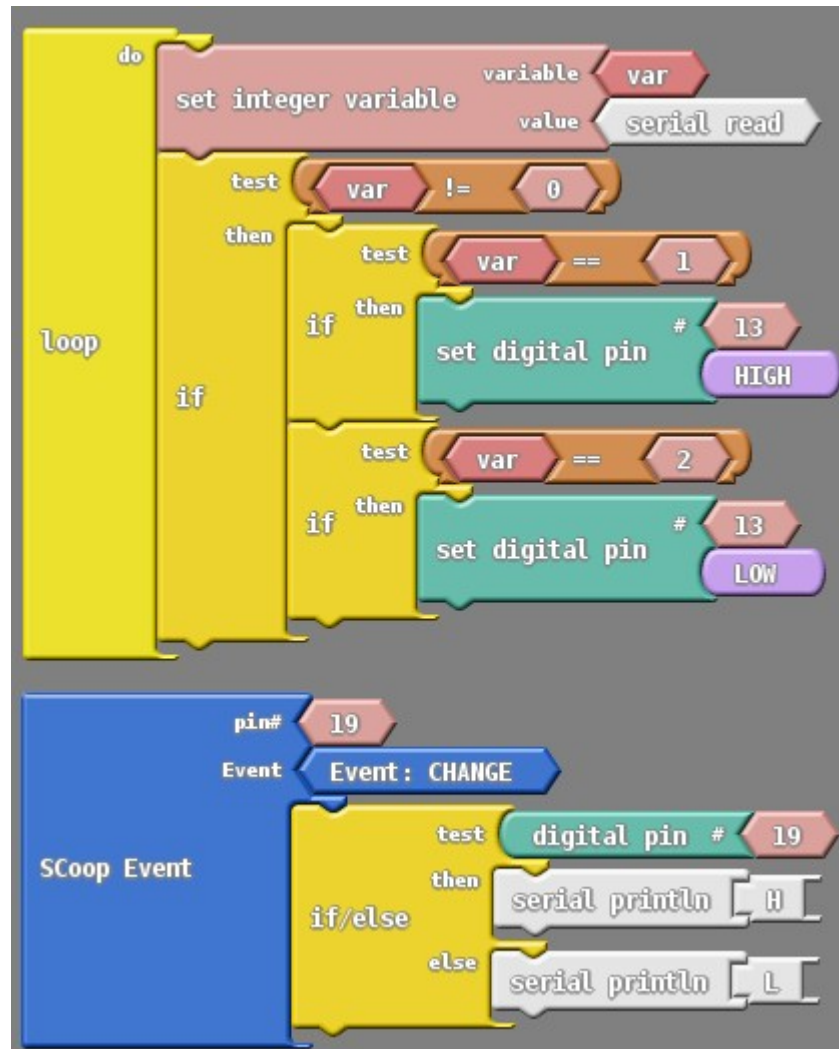 do
variable var
set integer variable
value serial read
test var != 0
then
test var == 1
if then
set digital pin # 13
HIGH
loop
if
test var == 2
if then
set digital pin # 13
LOW
pin# 19
Event Event: CHANGE
SCoop Event
test digital pin # 19
then serial println H
if/else
else serial println L